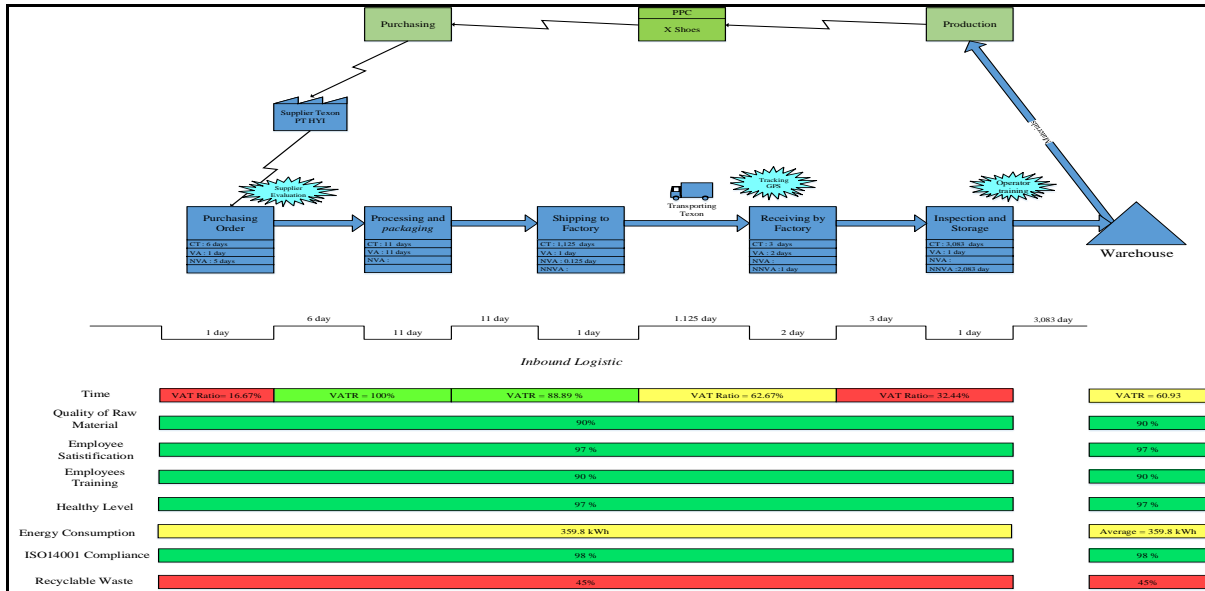 Purchasing
PPC
X Shoes
Production
Supplier Texon
PT HYI
Materials
Supplier
Evaluation
Tracking
GPS
Operator
training
Transporting
Texon
Purchasing
Order
CT : 6 days
VA : 1 day
NVA : 5 days
Processing and
packaging
CT : 11 days
VA : 11 days
NVA :
Shipping to
Factory
CT : 1,125 days
VA : 1 day
NVA : 0.125 day
NNVA :
Receiving by
Factory
CT : 3 days
VA : 2 days
NVA :
NNVA :1 day
Inspection and
Storage
CT : 3,083 days
VA : 1 day
NVA :
NNVA :2,083 day
Warehouse
6 day
11 day
1.125 day
3 day
3,083 day
1 day
11 day
1 day
2 day
1 day
Inbound Logistic
Time
VAT Ratio= 16.67%
VATR = 100%
VATR = 88.89 %
VAT Ratio = 62.67%
VAT Ratio= 32.44%
VATR = 60.93
Quality of Raw
Material
90%
90 %
Employee
Satistification
97 %
97 %
Employees
Training
90 %
90 %
Healthy Level
97 %
97 %
Energy Consumption
359.8 kWh
Average = 359.8 kWh
ISO14001 Compliance
98 %
98 %
Recyclable Waste
45%
45%